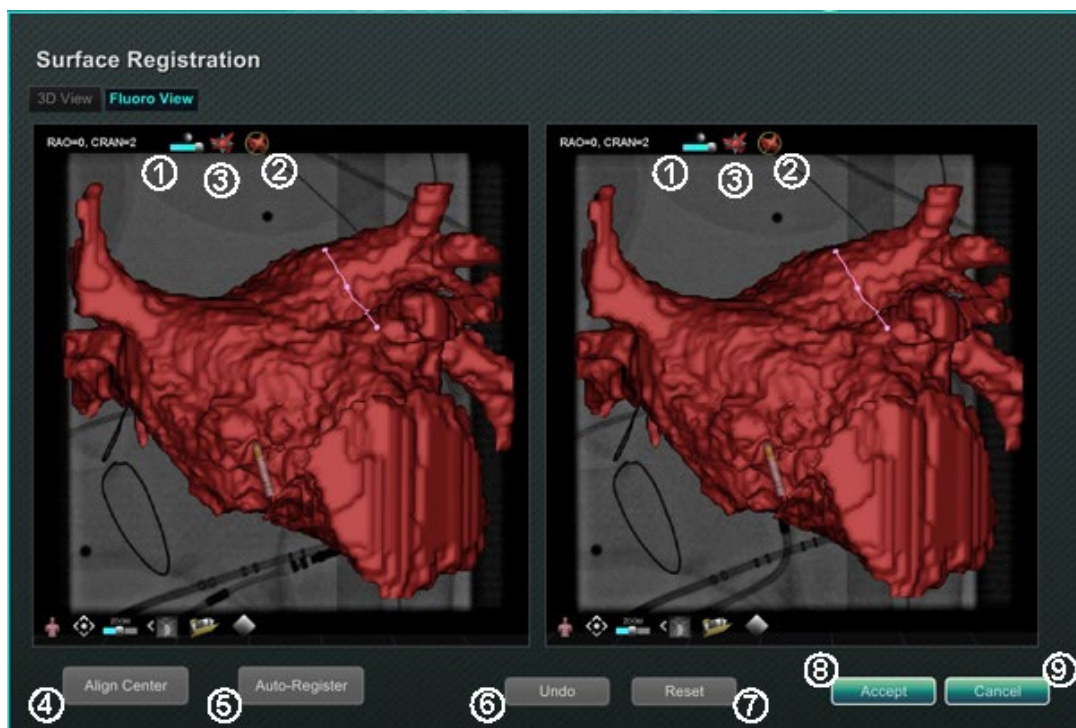 Surface Registration
3D View Fluoro View
RAO=0, CRAN=2 RAO=0, CRAN=2
① ③ ② ① ③ ②
ZOOM ZOOM
④ Align Center ⑤ Auto-Register ⑥ Undo Reset ⑦ ⑧ Accept Cancel ⑨